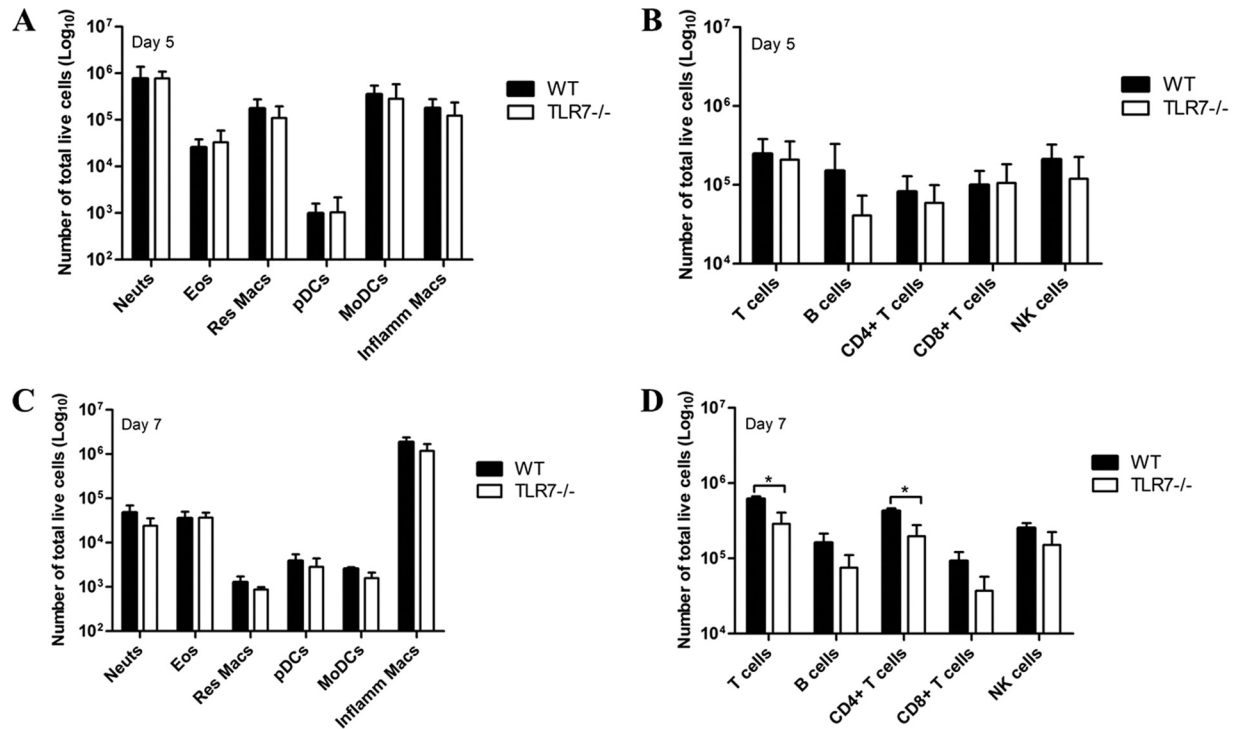 A
Number of total live cells (Log10)
10^7
10^6
10^5
10^4
10^3
10^2
Day 5
Neuts
Eos
Res Macs
pDCs
MoDCs
Inflamm Macs
WT
TLR7-/-
B
Number of total live cells (Log10)
10^7
10^6
10^5
10^4
Day 5
T cells
B cells
CD4+ T cells
CD8+ T cells
NK cells
WT
TLR7-/-
C
Number of total live cells (Log10)
10^7
10^6
10^5
10^4
10^3
10^2
Day 7
Neuts
Eos
Res Macs
pDCs
MoDCs
Inflamm Macs
WT
TLR7-/-
D
Number of total live cells (Log10)
10^7
10^6
10^5
10^4
Day 7
*
*
T cells
B cells
CD4+ T cells
CD8+ T cells
NK cells
WT
TLR7-/-